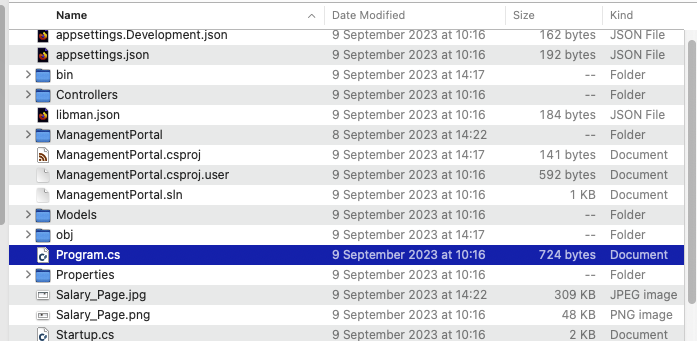 Name Date Modified Size Kind
appsettings.Development.json 9 September 2023 at 10:16 162 bytes JSON File
appsettings.json 9 September 2023 at 10:16 192 bytes JSON File
bin 9 September 2023 at 14:17 -- Folder
Controllers 9 September 2023 at 10:16 -- Folder
libman.json 9 September 2023 at 10:16 184 bytes JSON File
ManagementPortal 8 September 2023 at 14:22 -- Folder
ManagementPortal.csproj 9 September 2023 at 14:17 141 bytes Document
ManagementPortal.csproj.user 9 September 2023 at 10:16 592 bytes Document
ManagementPortal.sln 9 September 2023 at 10:16 1 KB Document
Models 9 September 2023 at 10:16 -- Folder
obj 9 September 2023 at 14:17 -- Folder
Program.cs 9 September 2023 at 10:16 724 bytes Document
Properties 9 September 2023 at 10:16 -- Folder
Salary_Page.jpg 9 September 2023 at 14:22 309 KB JPEG image
Salary_Page.png 9 September 2023 at 10:16 48 KB PNG image
Startup.cs 9 September 2023 at 10:16 2 KB Document